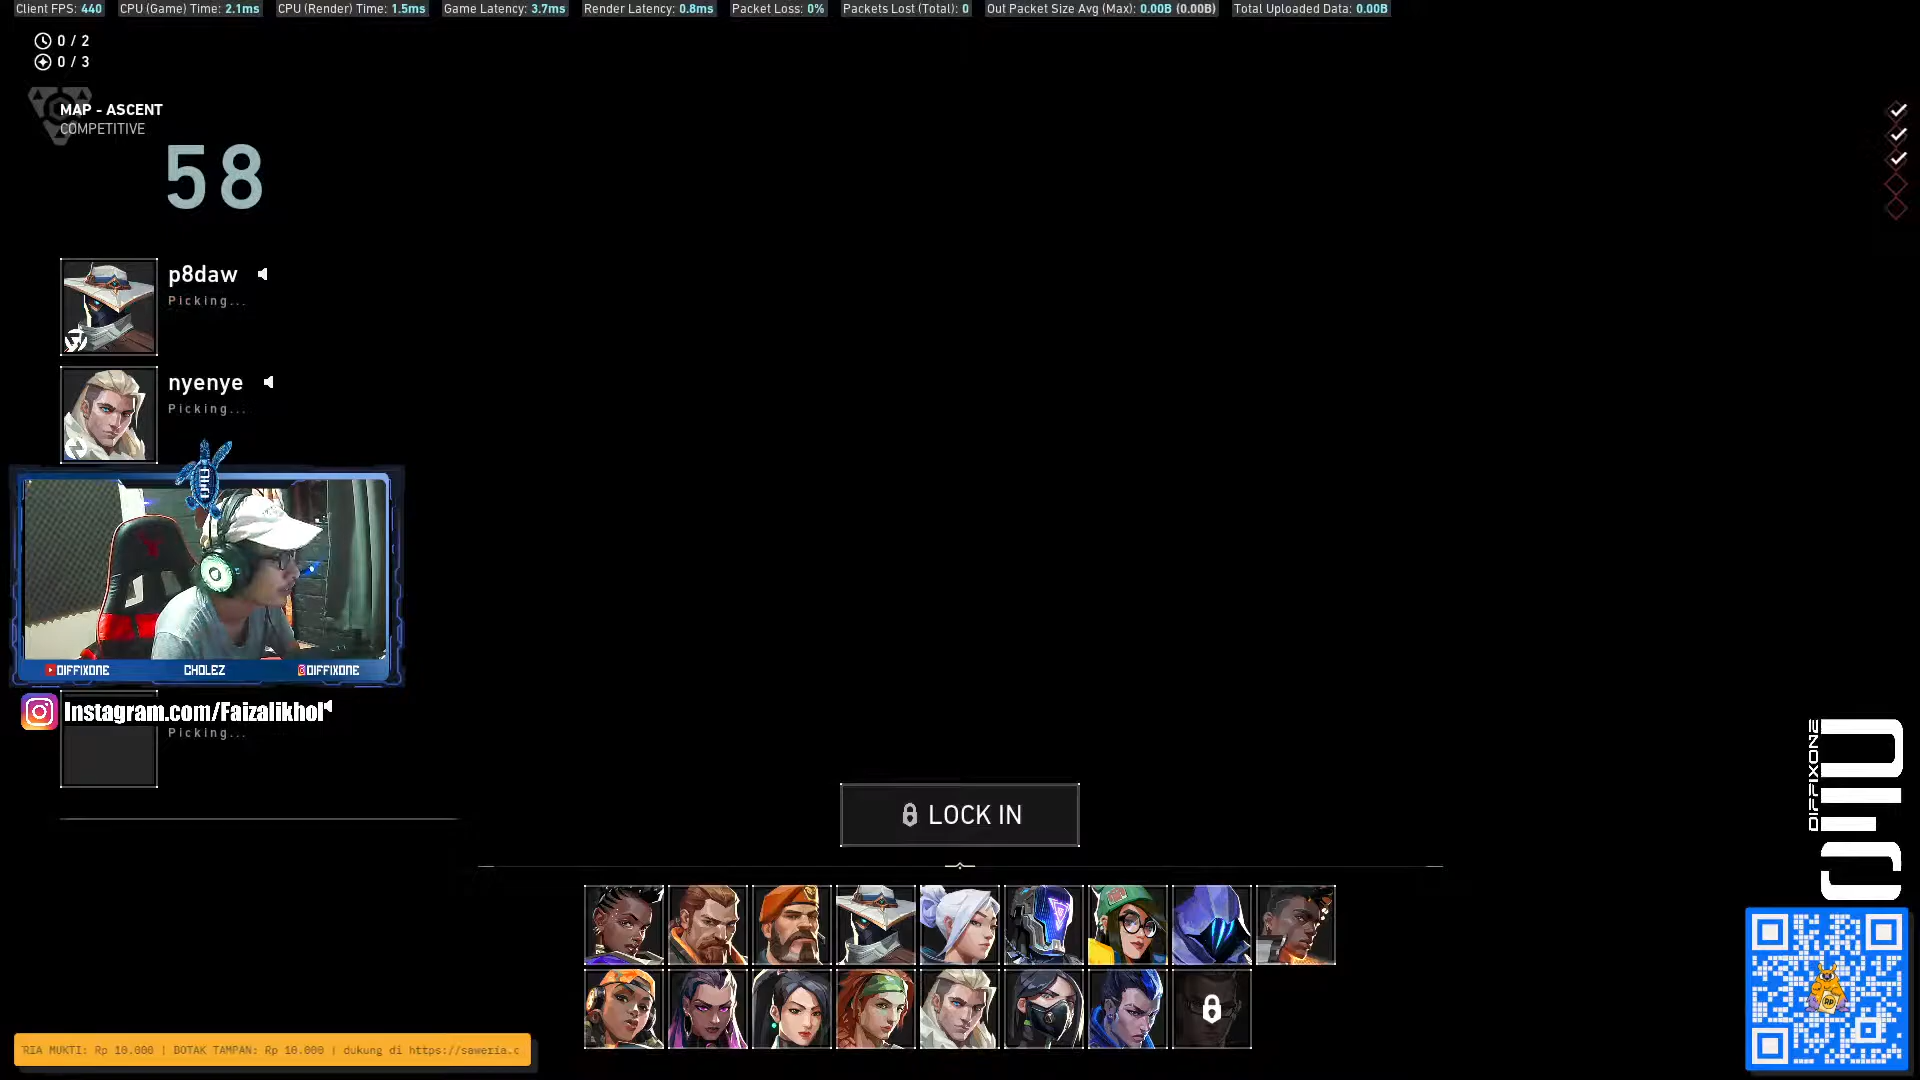 Client FPS: 440 CPU (Game) Time: 2.1ms CPU (Render) Time: 1.5ms Game Latency: 3.7ms Render Latency: 0.8ms Packet Loss: 0% Packets Lost (Total): 0 Out Packet Size Avg (Max): 0.00B (0.00B) Total Uploaded Data: 0.00B
0 / 2
0 / 3
MAP - ASCENT
COMPETITIVE
58
p8daw
Picking...
nyenye
Picking...
DIFFIXONE CHOLEZ DIFFIXONE
Instagram.com/Faizalikhol
Picking...
LOCK IN
DIFFIXONE
RP
RIA MUKTI: Rp 10.000 | BOTAK TAMPAN: Rp 10.000 | dukung di https://saweria.c